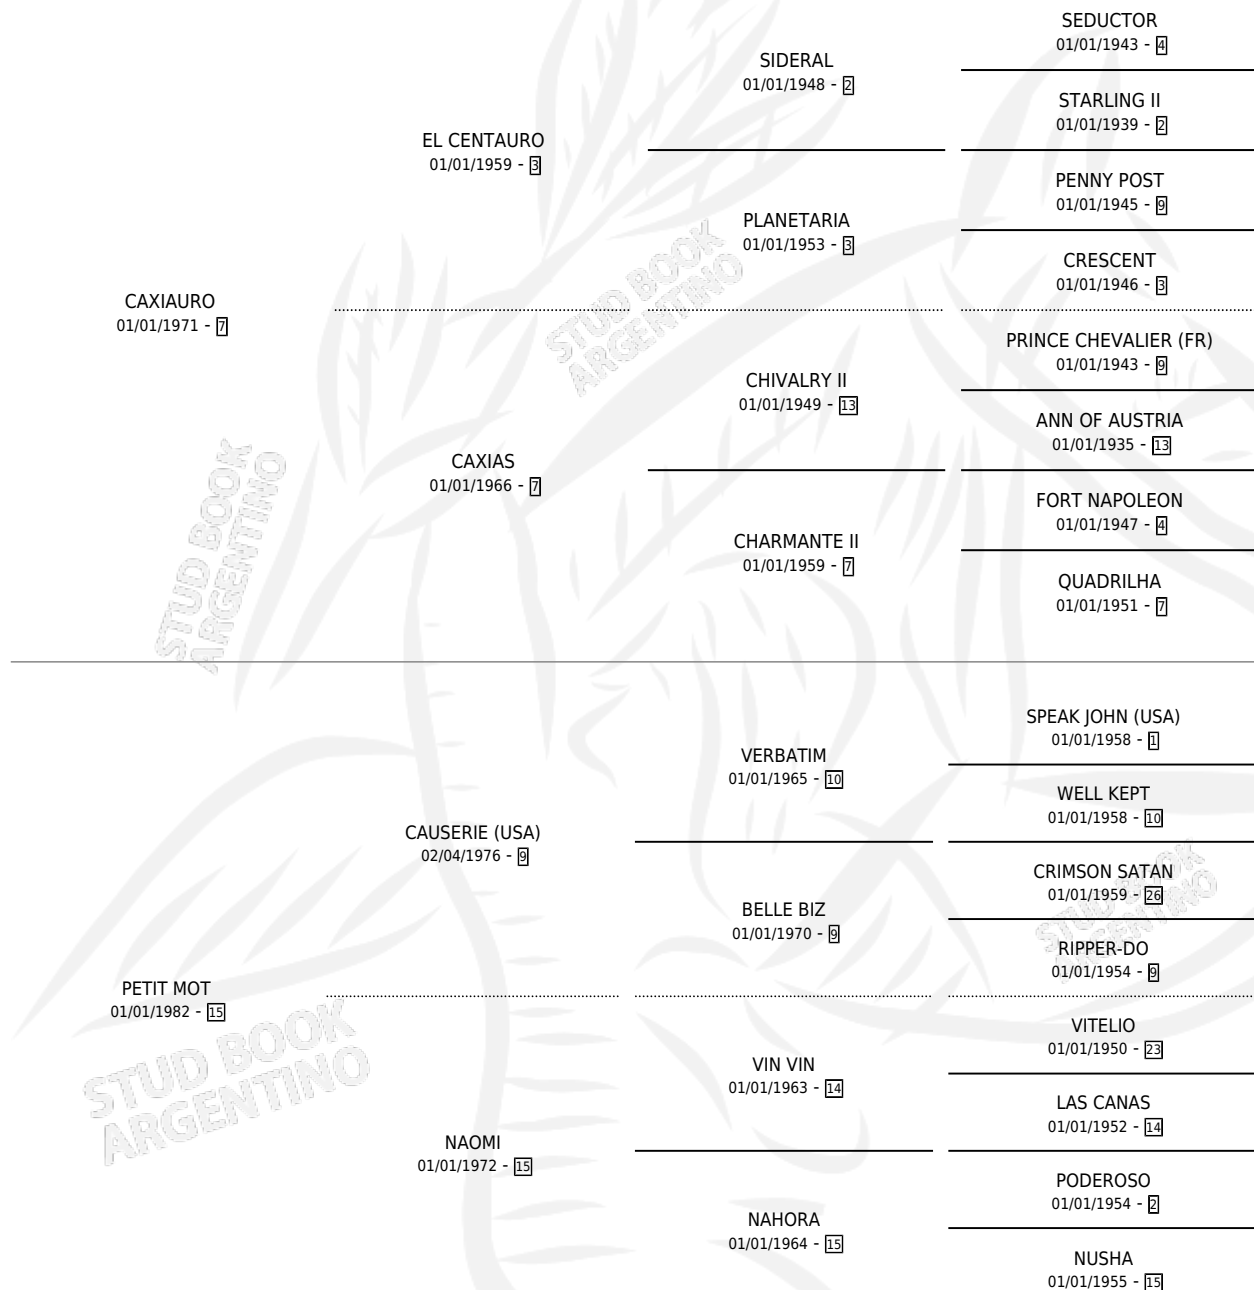 SEDUCTOR
01/01/1943 - 4
SIDERAL
01/01/1948 - 2
STARLING II
01/01/1939 - 2
EL CENTAURO
01/01/1959 - 3
PENNY POST
01/01/1945 - 9
PLANETARIA
01/01/1953 - 3
CRESCENT
01/01/1946 - 3
CAXIAURO
01/01/1971 - 7
PRINCE CHEVALIER (FR)
01/01/1943 - 9
CHIVALRY II
01/01/1949 - 13
ANN OF AUSTRIA
01/01/1935 - 13
CAXIAS
01/01/1966 - 7
FORT NAPOLEON
01/01/1947 - 4
CHARMANTE II
01/01/1959 - 7
QUADRILHA
01/01/1951 - 7
STUD BOOK
ARGENTINO
STUD BOOK
ARGENTINO
SPEAK JOHN (USA)
01/01/1958 - 1
VERBATIM
01/01/1965 - 10
WELL KEPT
01/01/1958 - 10
CAUSERIE (USA)
02/04/1976 - 9
CRIMSON SATAN
01/01/1959 - 26
BELLE BIZ
01/01/1970 - 9
RIPPER-DO
01/01/1954 - 9
STUD BOOK
ARGENTINO
PETIT MOT
01/01/1982 - 15
VITELIO
01/01/1950 - 23
VIN VIN
01/01/1963 - 14
LAS CANAS
01/01/1952 - 14
STUD BOOK
ARGENTINO
NAOMI
01/01/1972 - 15
PODEROSO
01/01/1954 - 2
NAHORA
01/01/1964 - 15
NUSHA
01/01/1955 - 15